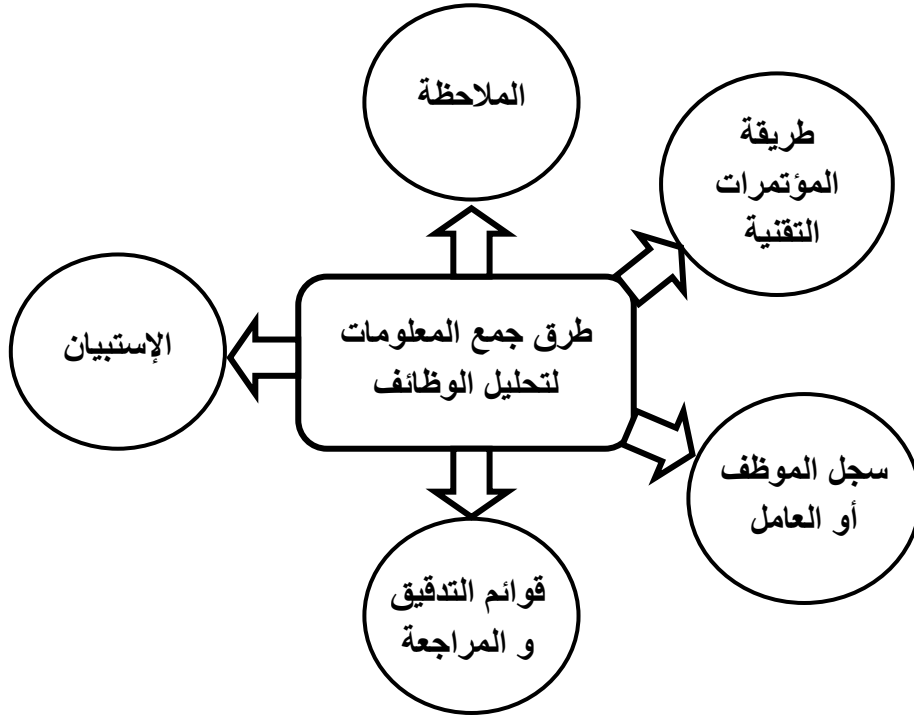 الملاحظة
طريقة
المؤتمرات
التقنية
طرق جمع المعلومات
لتحليل الوظائف
الإستبيان
سجل الموظف
أو العامل
قوائم التدقيق
و المراجعة